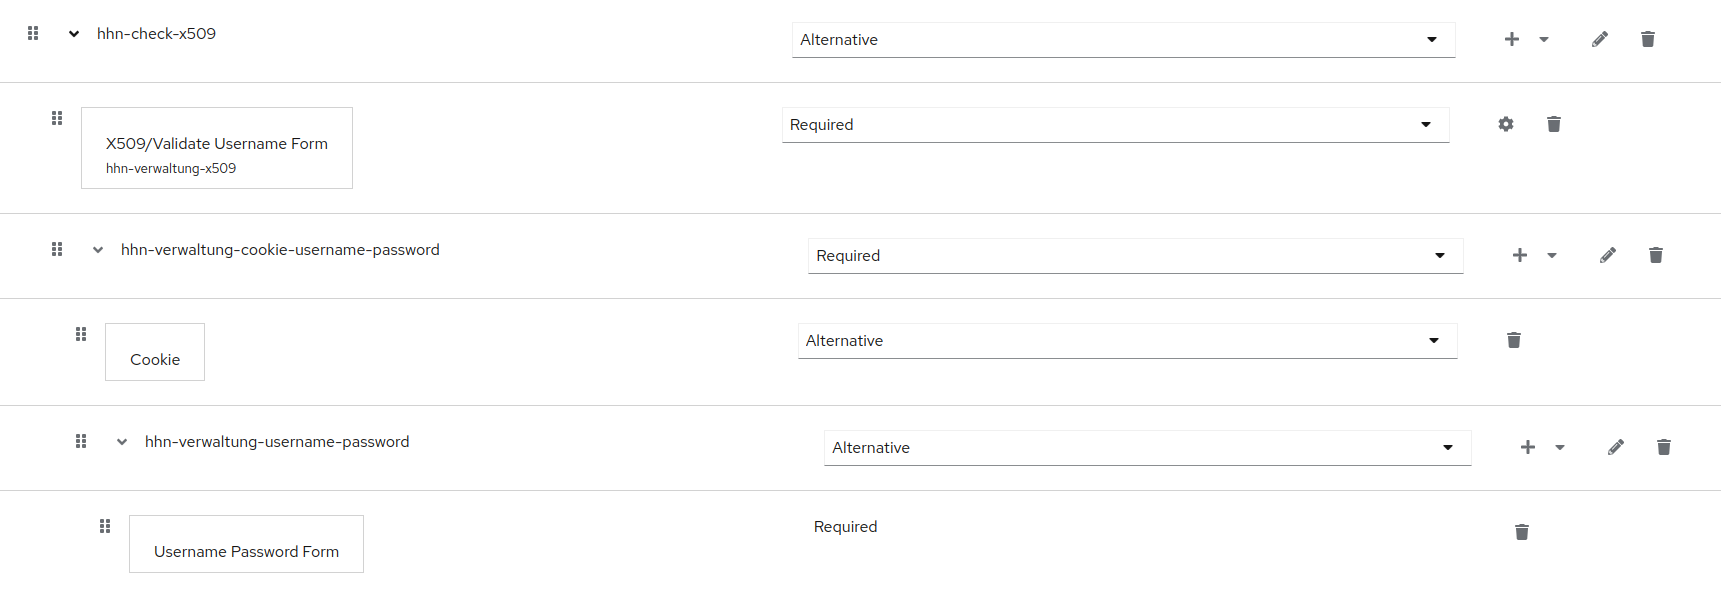 hhn-check-x509
Alternative
X509/Validate Username Form
hhn-verwaltung-x509
Required
hhn-verwaltung-cookie-username-password
Required
Cookie
Alternative
hhn-verwaltung-username-password
Alternative
Username Password Form
Required